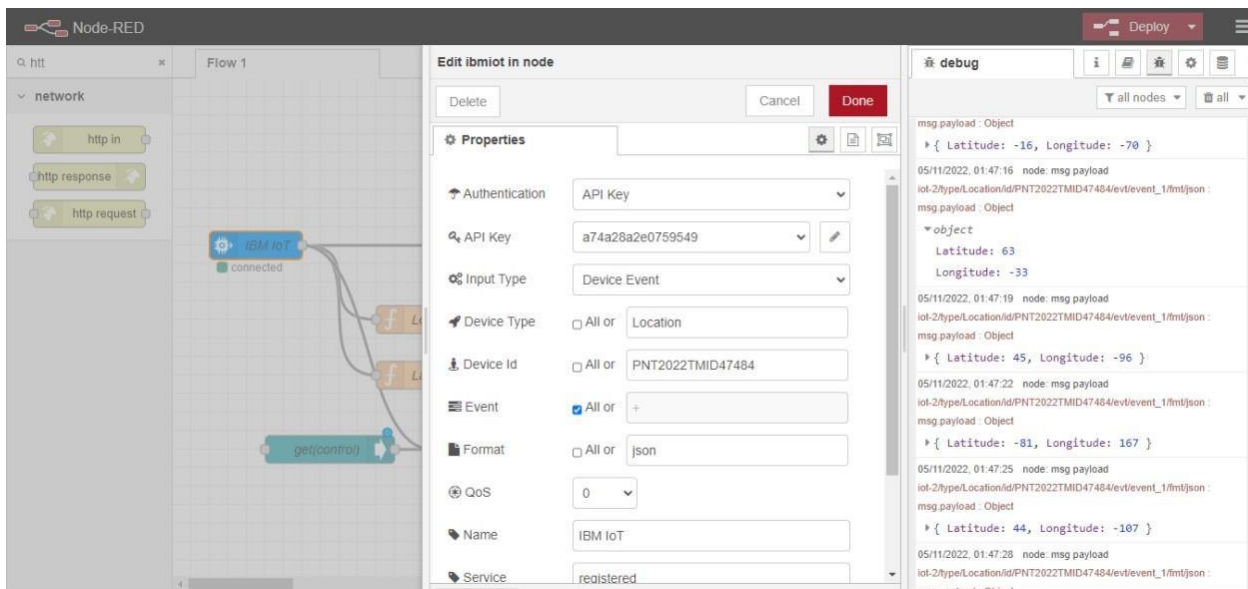 Node-RED
Deploy
htt
Flow 1
Edit ibmiot in node
debug
network
Delete
Cancel
Done
all nodes
all
http in
http response
http request
Properties
IBM IoT
connected
get(control)
Authentication
API Key
API Key
a74a28a2e0759549
Input Type
Device Event
Device Type
All or
Location
Device Id
All or
PNT2022TMID47484
Event
All or
+
Format
All or
json
QoS
0
Name
IBM IoT
Service
registered
msg.payload : Object
{ Latitude: -16, Longitude: -70 }
05/11/2022, 01:47:16 node: msg payload
iot-2/type/Location/id/PNT2022TMID47484/evt/event_1/fmt/json :
msg.payload : Object
object
Latitude: 63
Longitude: -33
05/11/2022, 01:47:19 node: msg payload
iot-2/type/Location/id/PNT2022TMID47484/evt/event_1/fmt/json :
msg.payload : Object
{ Latitude: 45, Longitude: -96 }
05/11/2022, 01:47:22 node: msg payload
iot-2/type/Location/id/PNT2022TMID47484/evt/event_1/fmt/json :
msg.payload : Object
{ Latitude: -81, Longitude: 167 }
05/11/2022, 01:47:25 node: msg payload
iot-2/type/Location/id/PNT2022TMID47484/evt/event_1/fmt/json :
msg.payload : Object
{ Latitude: 44, Longitude: -107 }
05/11/2022, 01:47:28 node: msg payload
iot-2/type/Location/id/PNT2022TMID47484/evt/event_1/fmt/json :